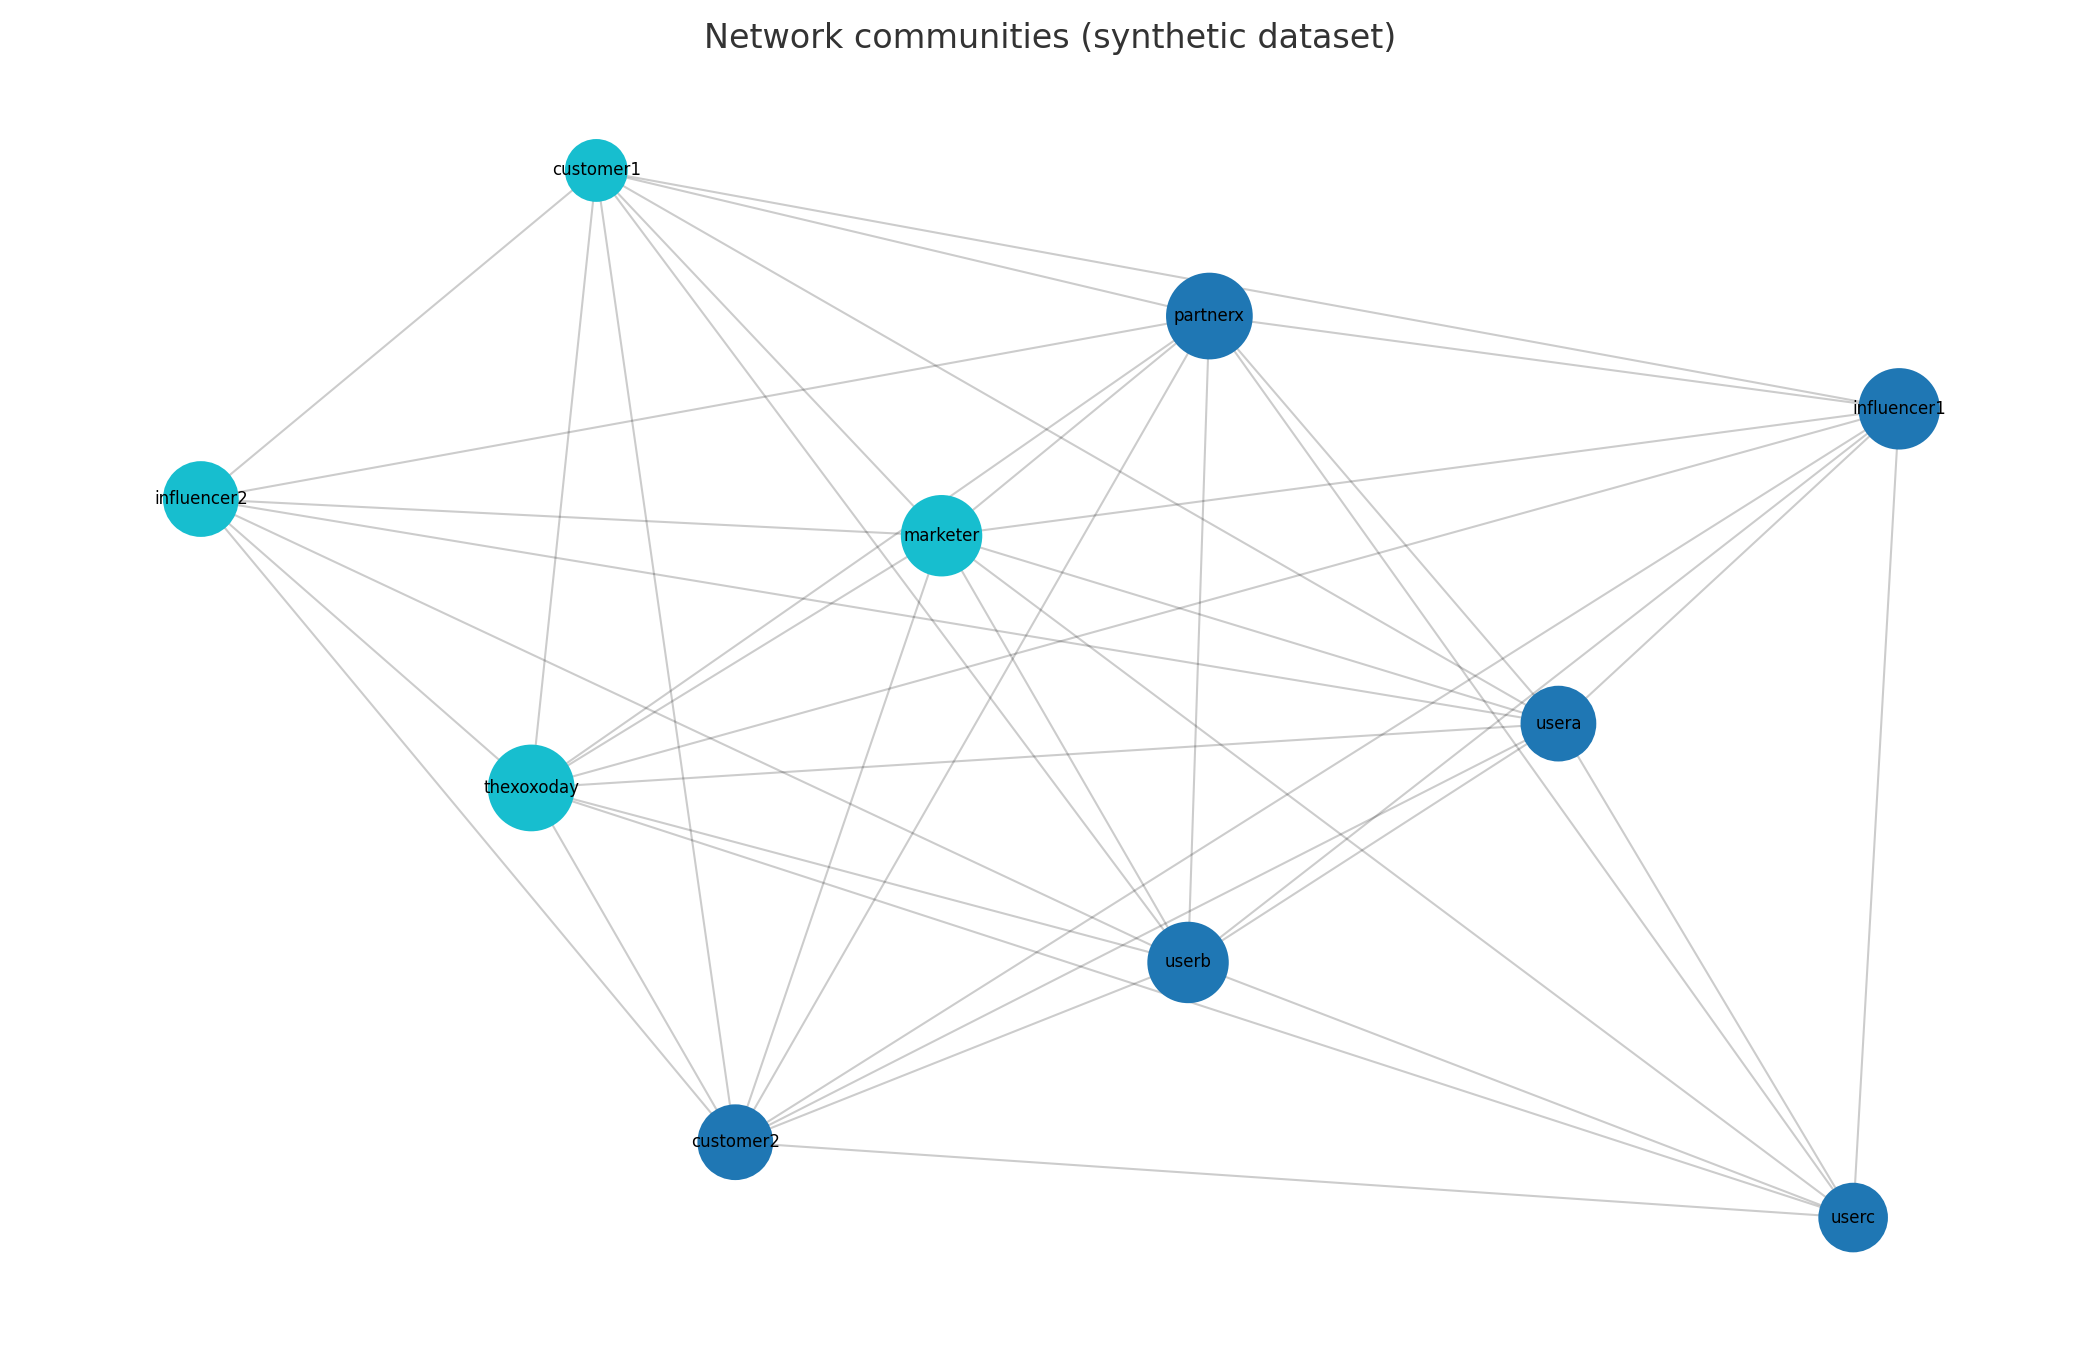 Network communities (synthetic dataset)
customer1
partnerx
influencer1
influencer2
marketer
usera
thexoxoday
userb
customer2
userc